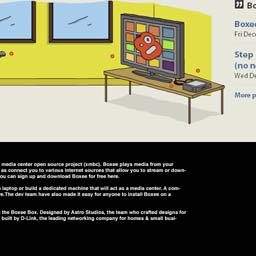 Bo
Boxee
Fri Dec
Step
(no n
Wed De
More p
media center open source project (xmbc). Boxee plays media from your
as connect you to various internet sources that allow you to stream or down-
ou can sign up and download Boxee for free here.
laptop or build a dedicated machine that will act as a media center. A com-
re.The dev team have also made it easy for anyone to install Boxee on a
the Boxee Box. Designed by Astro Studios, the team who crafted designs for
built by D-Link, the leading networking company for homes & small busi-